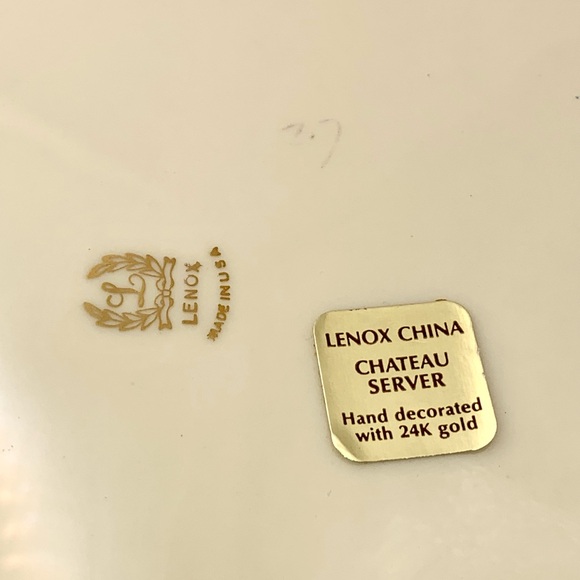 L
LENOX
MADE IN USA
LENOX CHINA
CHATEAU
SERVER
Hand decorated
with 24K gold